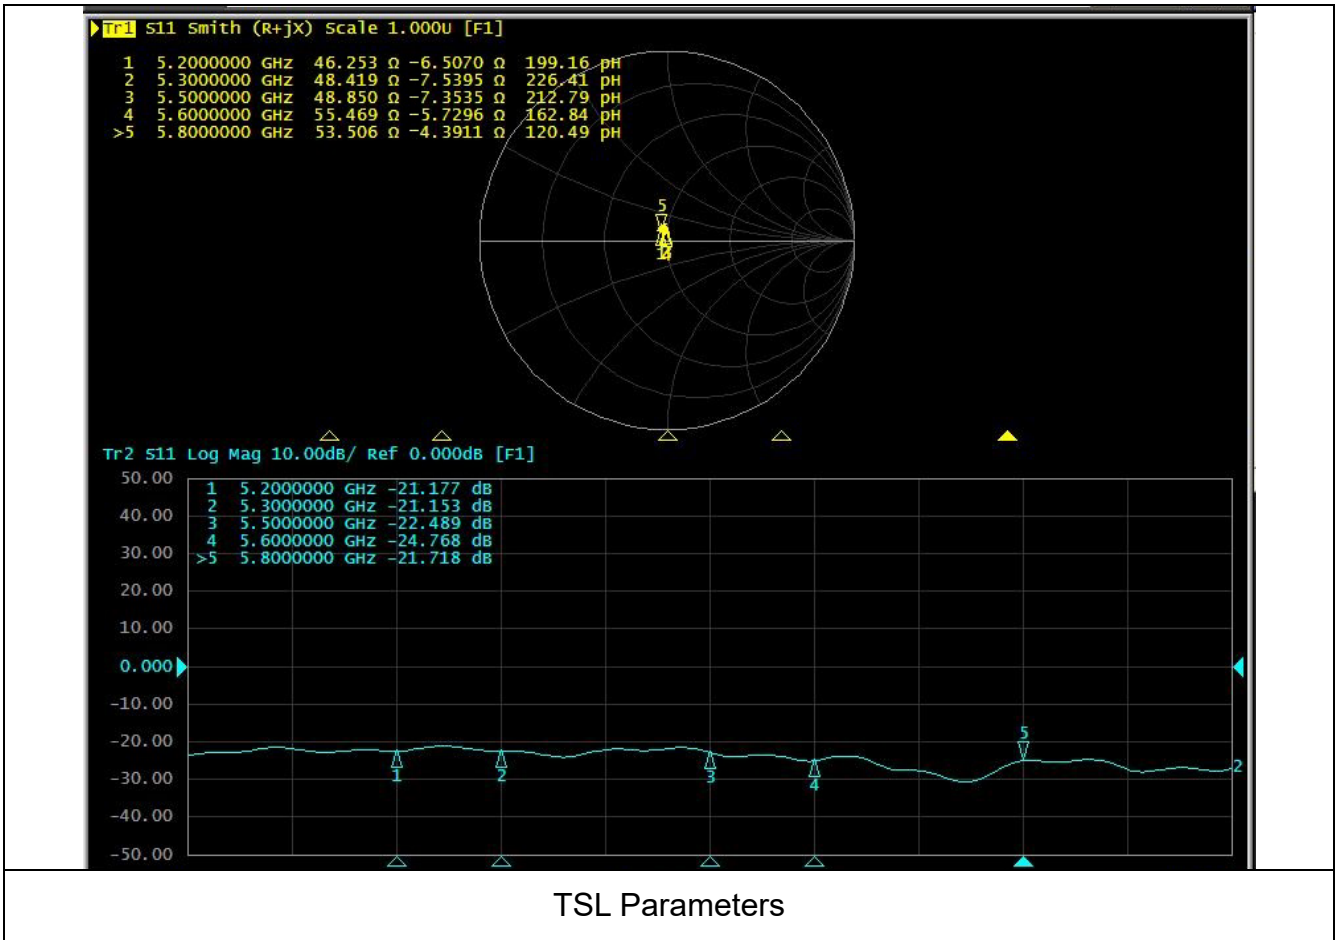 Tr1 S11 Smith (R+jX) Scale 1.000U [F1]
1 5.2000000 GHz 46.253 Ω -6.5070 Ω 199.16 pH
2 5.3000000 GHz 48.419 Ω -7.5395 Ω 226.41 pH
3 5.5000000 GHz 48.850 Ω -7.3535 Ω 212.79 pH
4 5.6000000 GHz 55.469 Ω -5.7296 Ω 162.84 pH
>5 5.8000000 GHz 53.506 Ω -4.3911 Ω 120.49 pH
5
Tr2 S11 Log Mag 10.00dB/ Ref 0.000dB [F1]
50.00
1 5.2000000 GHz -21.177 dB
2 5.3000000 GHz -21.153 dB
40.00
3 5.5000000 GHz -22.489 dB
4 5.6000000 GHz -24.768 dB
30.00
>5 5.8000000 GHz -21.718 dB
20.00
10.00
0.000
-10.00
-20.00
5
2
-30.00
1
2
3
4
-40.00
-50.00
TSL Parameters